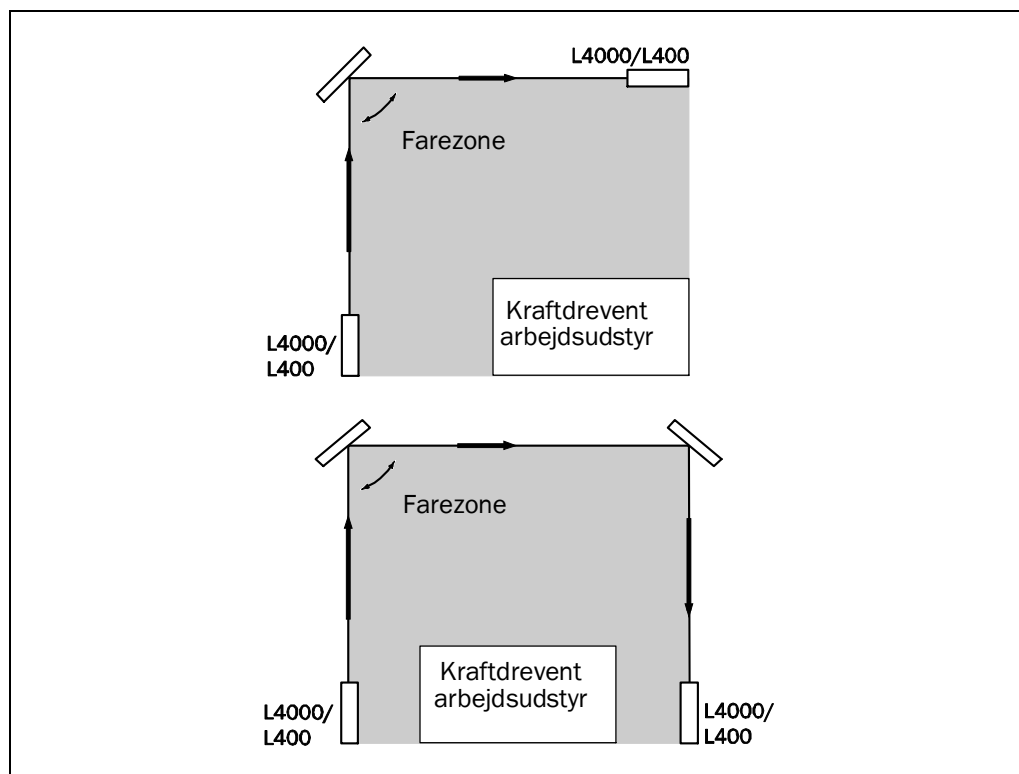 L4000/L400
Farezone
Kraftdrevent
arbejdsudstyr
L4000/
L400
Farezone
Kraftdrevent
arbejdsudstyr
L4000/
L400
L4000/
L400